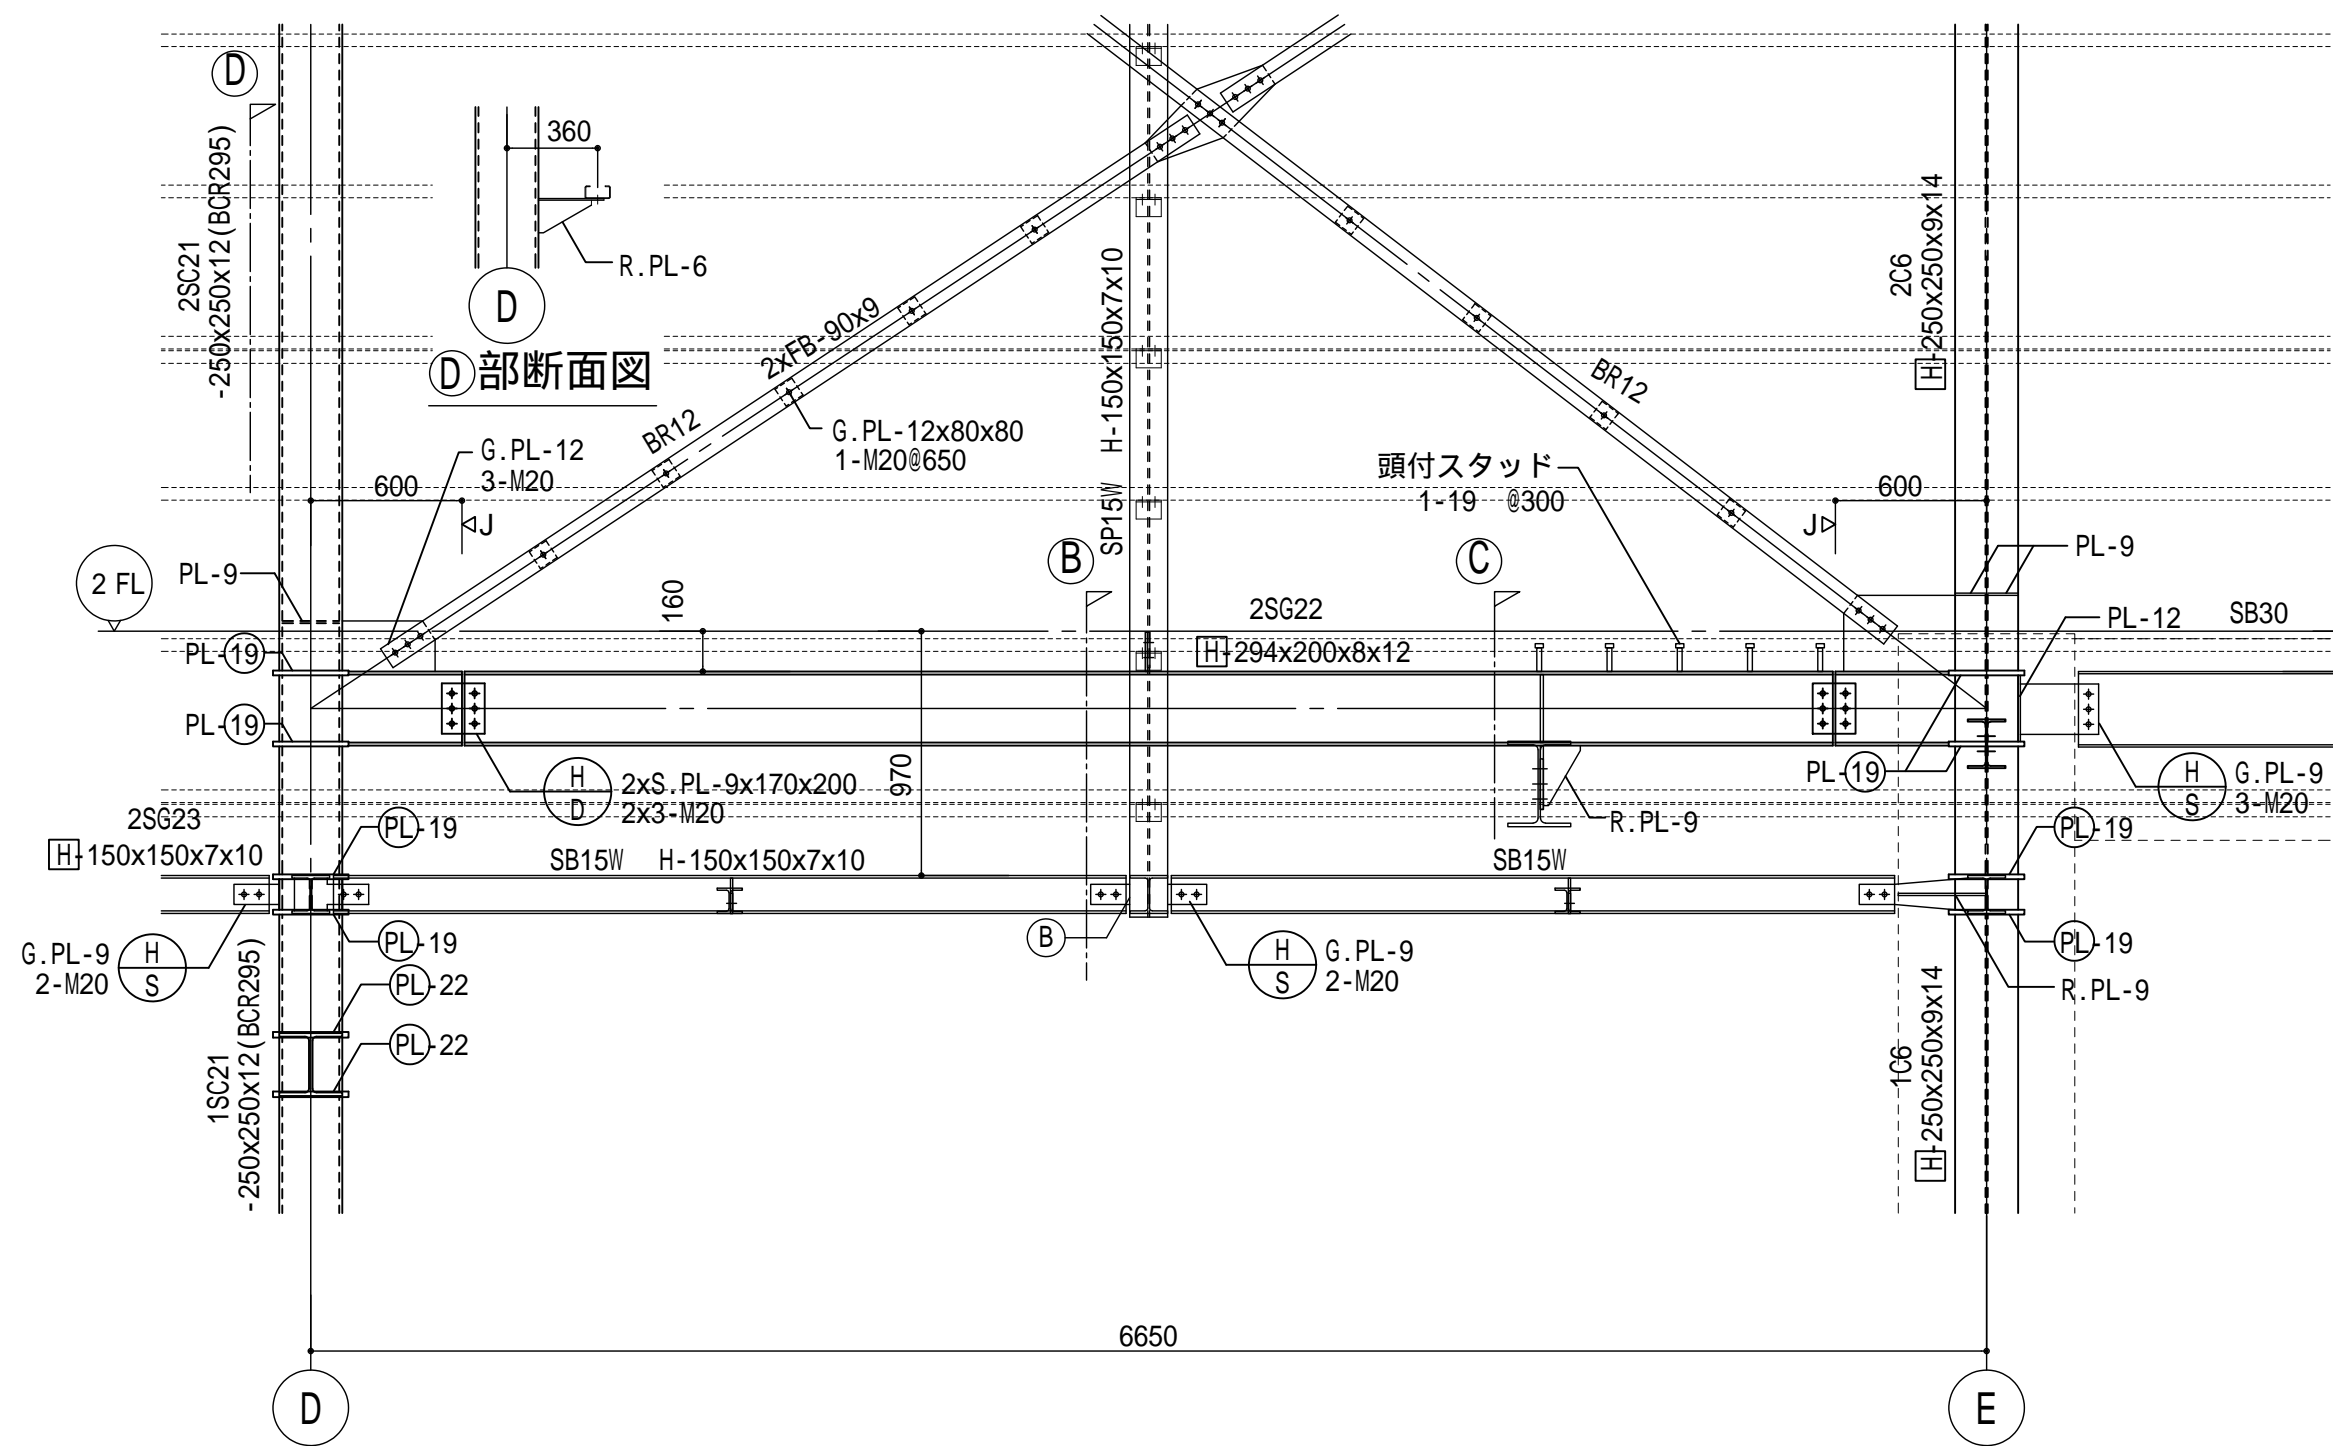 D
2SC21
-250x250x12(BCR295)
360
R.PL-6
D
D部断面図
2xFB-90x9
BR12
G.PL-12x80x80
1-M20@650
G.PL-12
3-M20
600
J
SP15W H-150x150x7x10
BR12
2C6
H-250x250x9x14
頭付スタッド
1-19 @300
600
J
2 FL
PL-9
PL-19
PL-19
160
B
C
2SG22
H-294x200x8x12
PL-9
PL-12
SB30
970
H
D
2xS.PL-9x170x200
2x3-M20
R.PL-9
PL-19
H
S
G.PL-9
3-M20
2SG23
H-150x150x7x10
PL-19
SB15W H-150x150x7x10
SB15W
PL-19
G.PL-9
2-M20
H
S
PL-19
B
H
S
G.PL-9
2-M20
PL-19
R.PL-9
PL-22
PL-22
1SC21
-250x250x12(BCR295)
1C6
H-250x250x9x14
6650
D
E